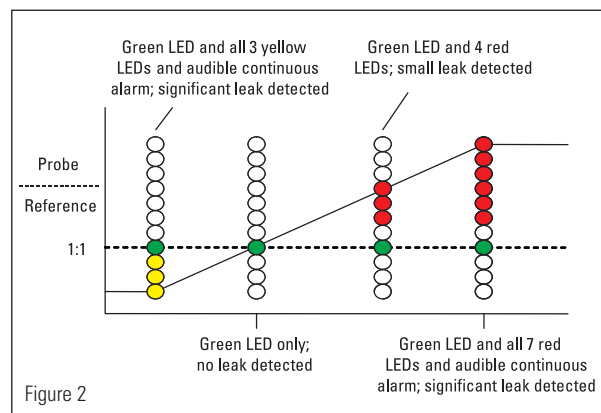 Green LED and all 3 yellow
LEDs and audible continuous
alarm; significant leak detected
Green LED and 4 red
LEDs; small leak detected
Probe
Reference
1:1
Green LED only;
no leak detected
Green LED and all 7 red
LEDs and audible continuous
alarm; significant leak detected
Figure 2